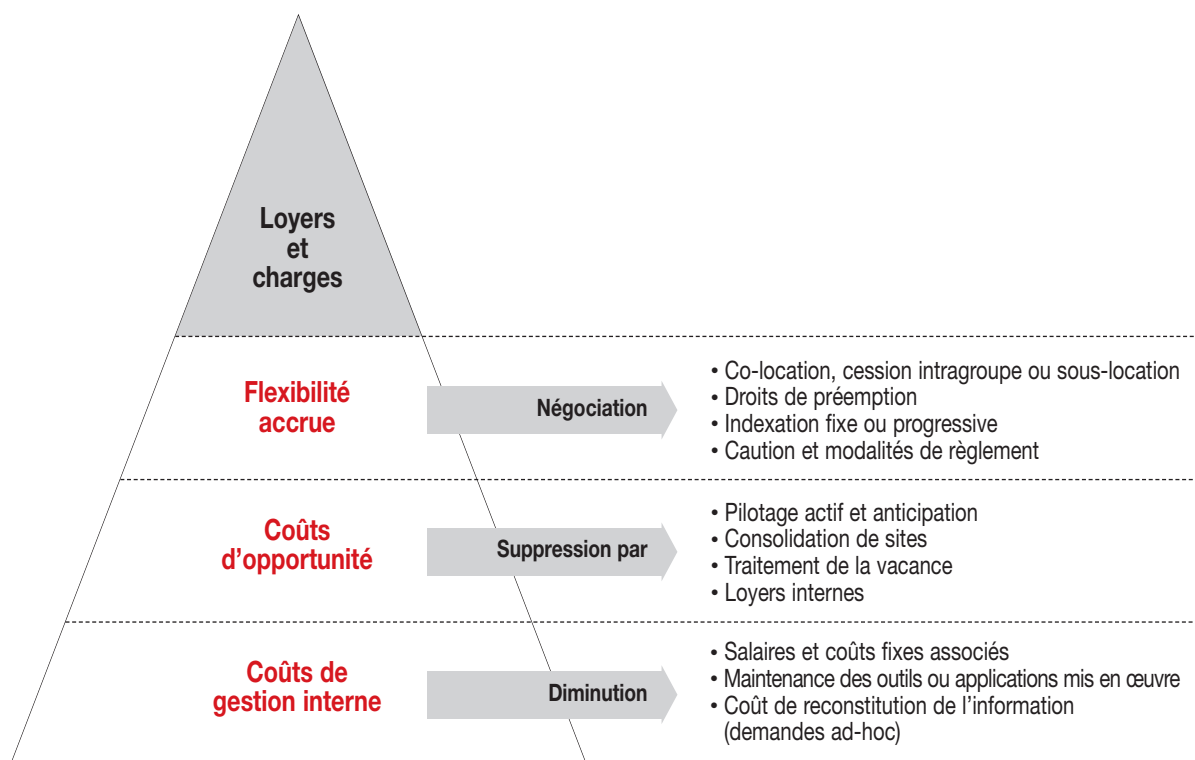 Loyers
et
charges
Flexibilité
accrue
Négociation
• Co-location, cession intragroupe ou sous-location
• Droits de préemption
• Indexation fixe ou progressive
• Caution et modalités de règlement
Coûts
d’opportunité
Suppression par
• Pilotage actif et anticipation
• Consolidation de sites
• Traitement de la vacance
• Loyers internes
Coûts de
gestion interne
Diminution
• Salaires et coûts fixes associés
• Maintenance des outils ou applications mis en œuvre
• Coût de reconstitution de l’information
(demandes ad-hoc)